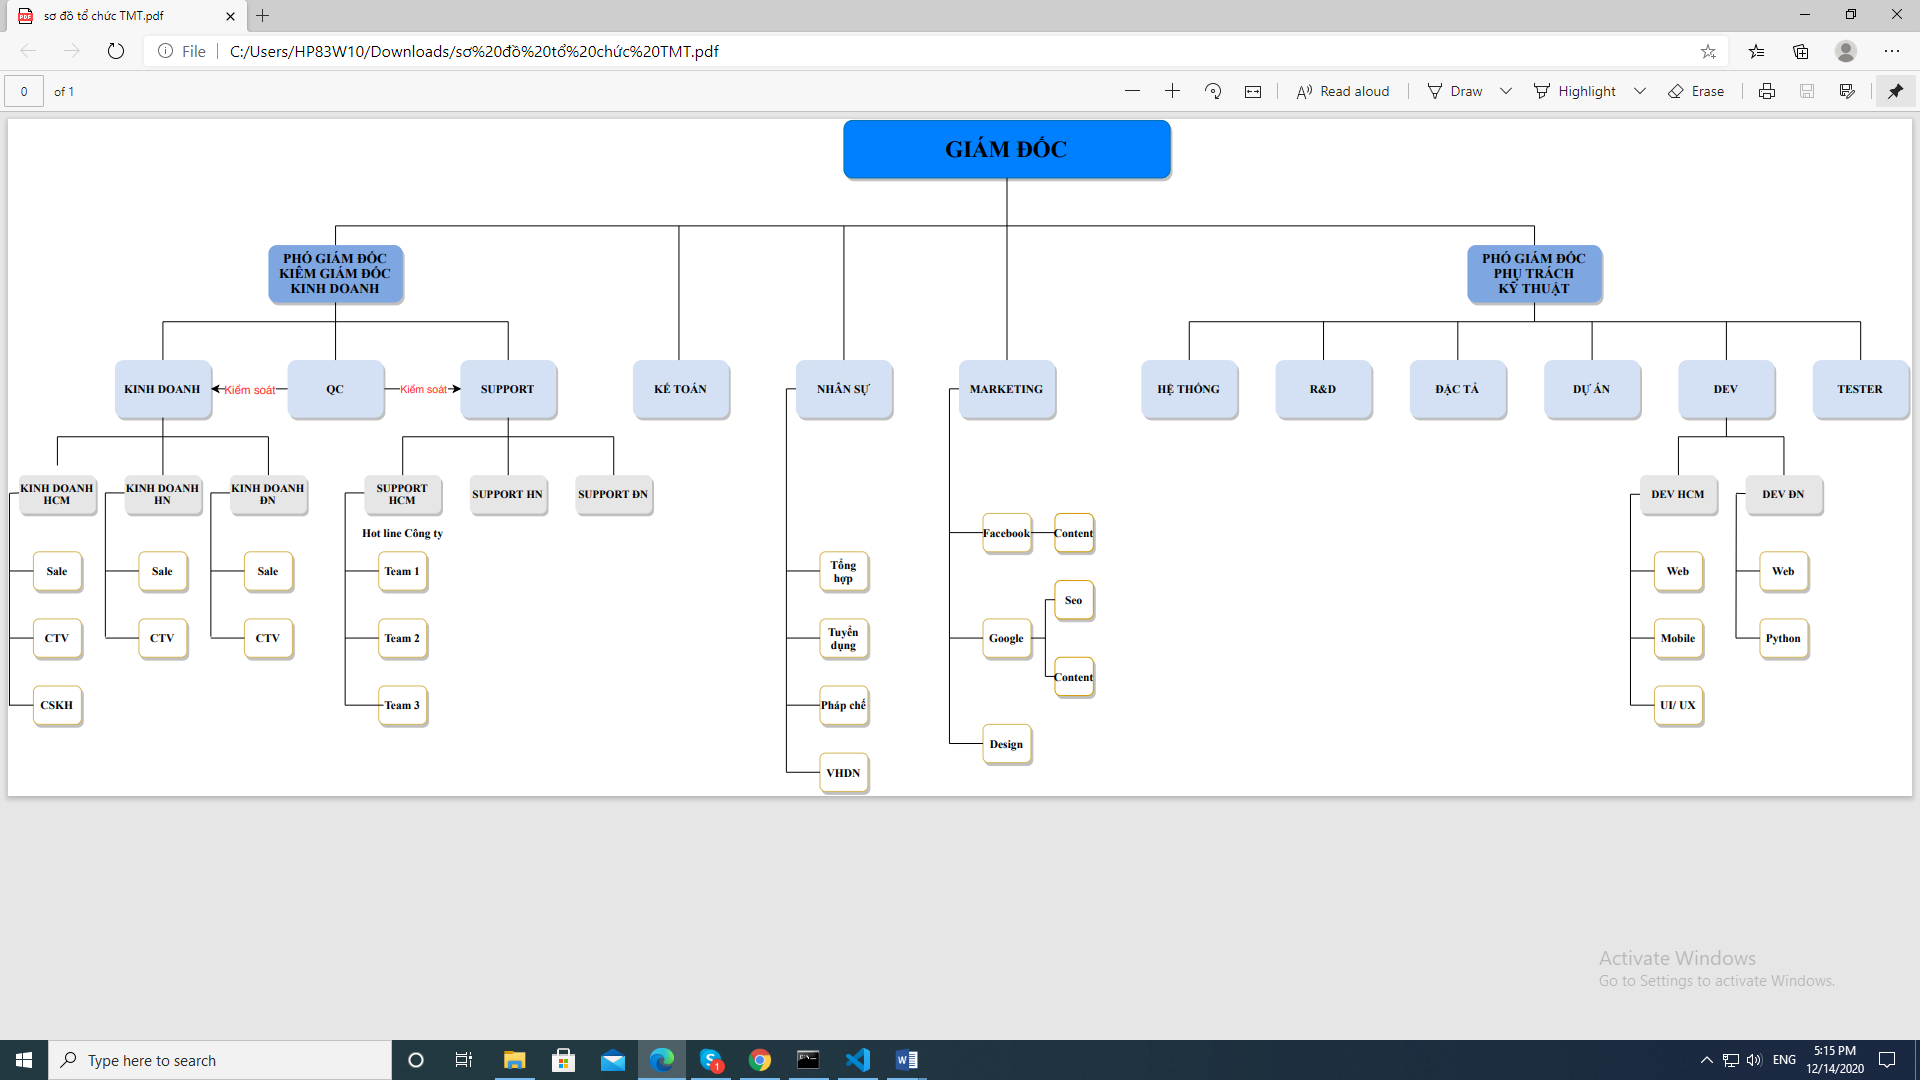 sơ đồ tổ chức TMT.pdf
File
C:/Users/HP83W10/Downloads/sơ%20đồ%20tổ%20chức%20TMT.pdf
0 of 1
Read aloud
Draw
Highlight
Erase
GIÁM ĐỐC
PHÓ GIÁM ĐỐC
KIÊM GIÁM ĐỐC
KINH DOANH
PHÓ GIÁM ĐỐC
PHỤ TRÁCH
KỸ THUẬT
KINH DOANH
Kiểm soát
QC
Kiểm soát
SUPPORT
KẾ TOÁN
NHÂN SỰ
MARKETING
HỆ THỐNG
R&D
ĐẶC TẢ
DỰ ÁN
DEV
TESTER
KINH DOANH
HCM
KINH DOANH
HN
KINH DOANH
ĐN
SUPPORT
HCM
SUPPORT HN
SUPPORT ĐN
DEV HCM
DEV ĐN
Hot line Công ty
Facebook
Content
Sale
Sale
Sale
Team 1
Tổng
hợp
Seo
Web
Web
CTV
CTV
CTV
Team 2
Tuyển
dụng
Google
Mobile
Python
Content
CSKH
Team 3
Pháp chế
UI/ UX
Design
VHDN
Activate Windows
Go to Settings to activate Windows.
Type here to search
1
ENG
5:15 PM
12/14/2020